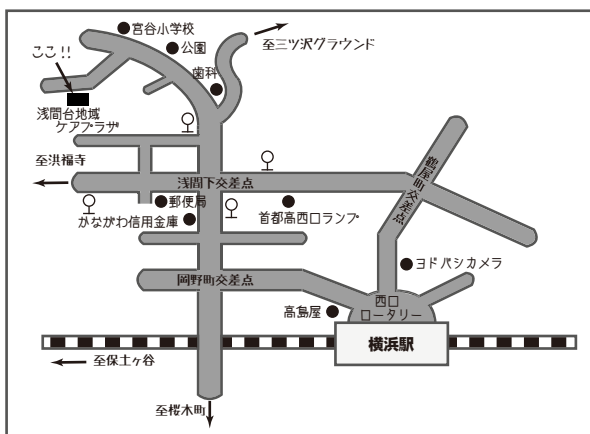 宮谷小学校
公園
至三ツ沢グラウンド
ここ!!
歯科
浅間台地域
ケアプラザ
至洪福寺
浅間下交差点
鶴屋町交差点
郵便局
かながわ信用金庫
首都高西口ランプ
ヨドバシカメラ
岡野町交差点
西口
ロータリー
高島屋
横浜駅
至保土ヶ谷
至桜木町